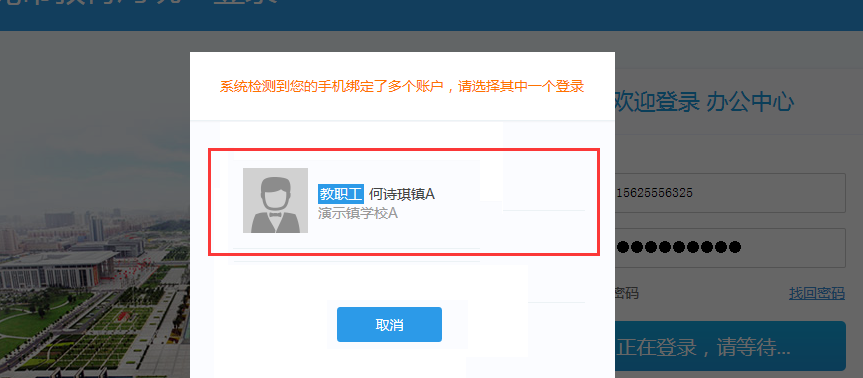 系统检测到您的手机绑定了多个账户，请选择其中一个登录
欢迎登录 办公中心
教职工 何诗琪镇A
演示镇学校A
15625556325
●●●●●●●●●
密码
找回密码
取消
正在登录，请等待...